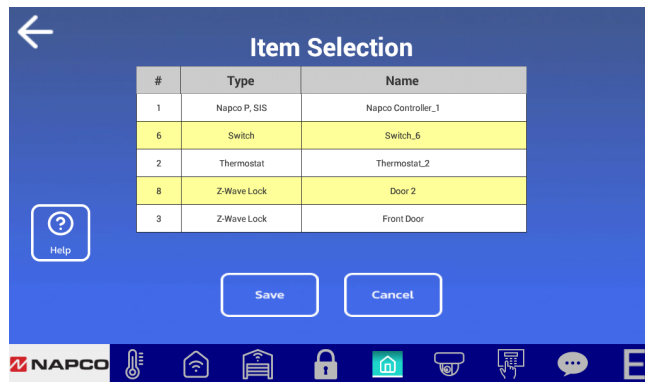 Item Selection
# Type Name
1 Napco P, SIS Napco Controller_1
6 Switch Switch_6
2 Thermostat Thermostat_2
8 Z-Wave Lock Door 2
3 Z-Wave Lock Front Door
Help
Save Cancel
NAPCO E